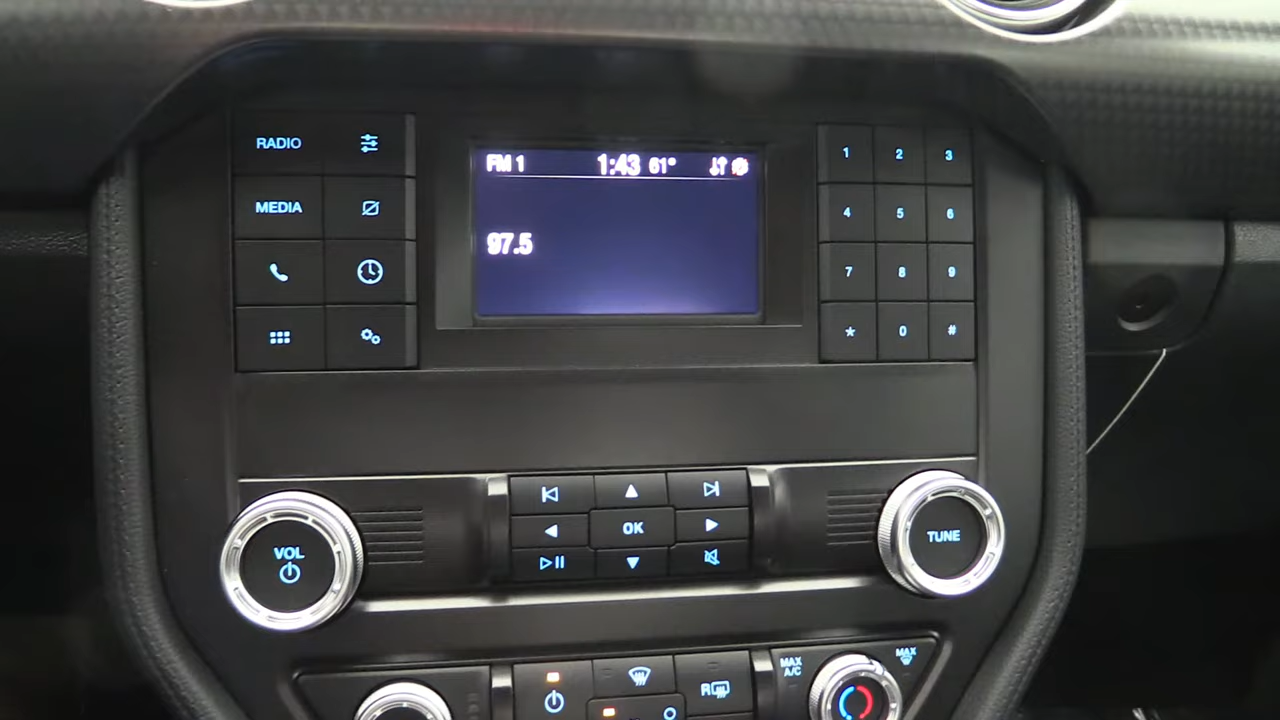 RADIO
MEDIA
FM 1 1:43 61°
97.5
1 2 3
4 5 6
7 8 9
* 0 #
VOL
OK
TUNE
MAX
A/C
MAX
R